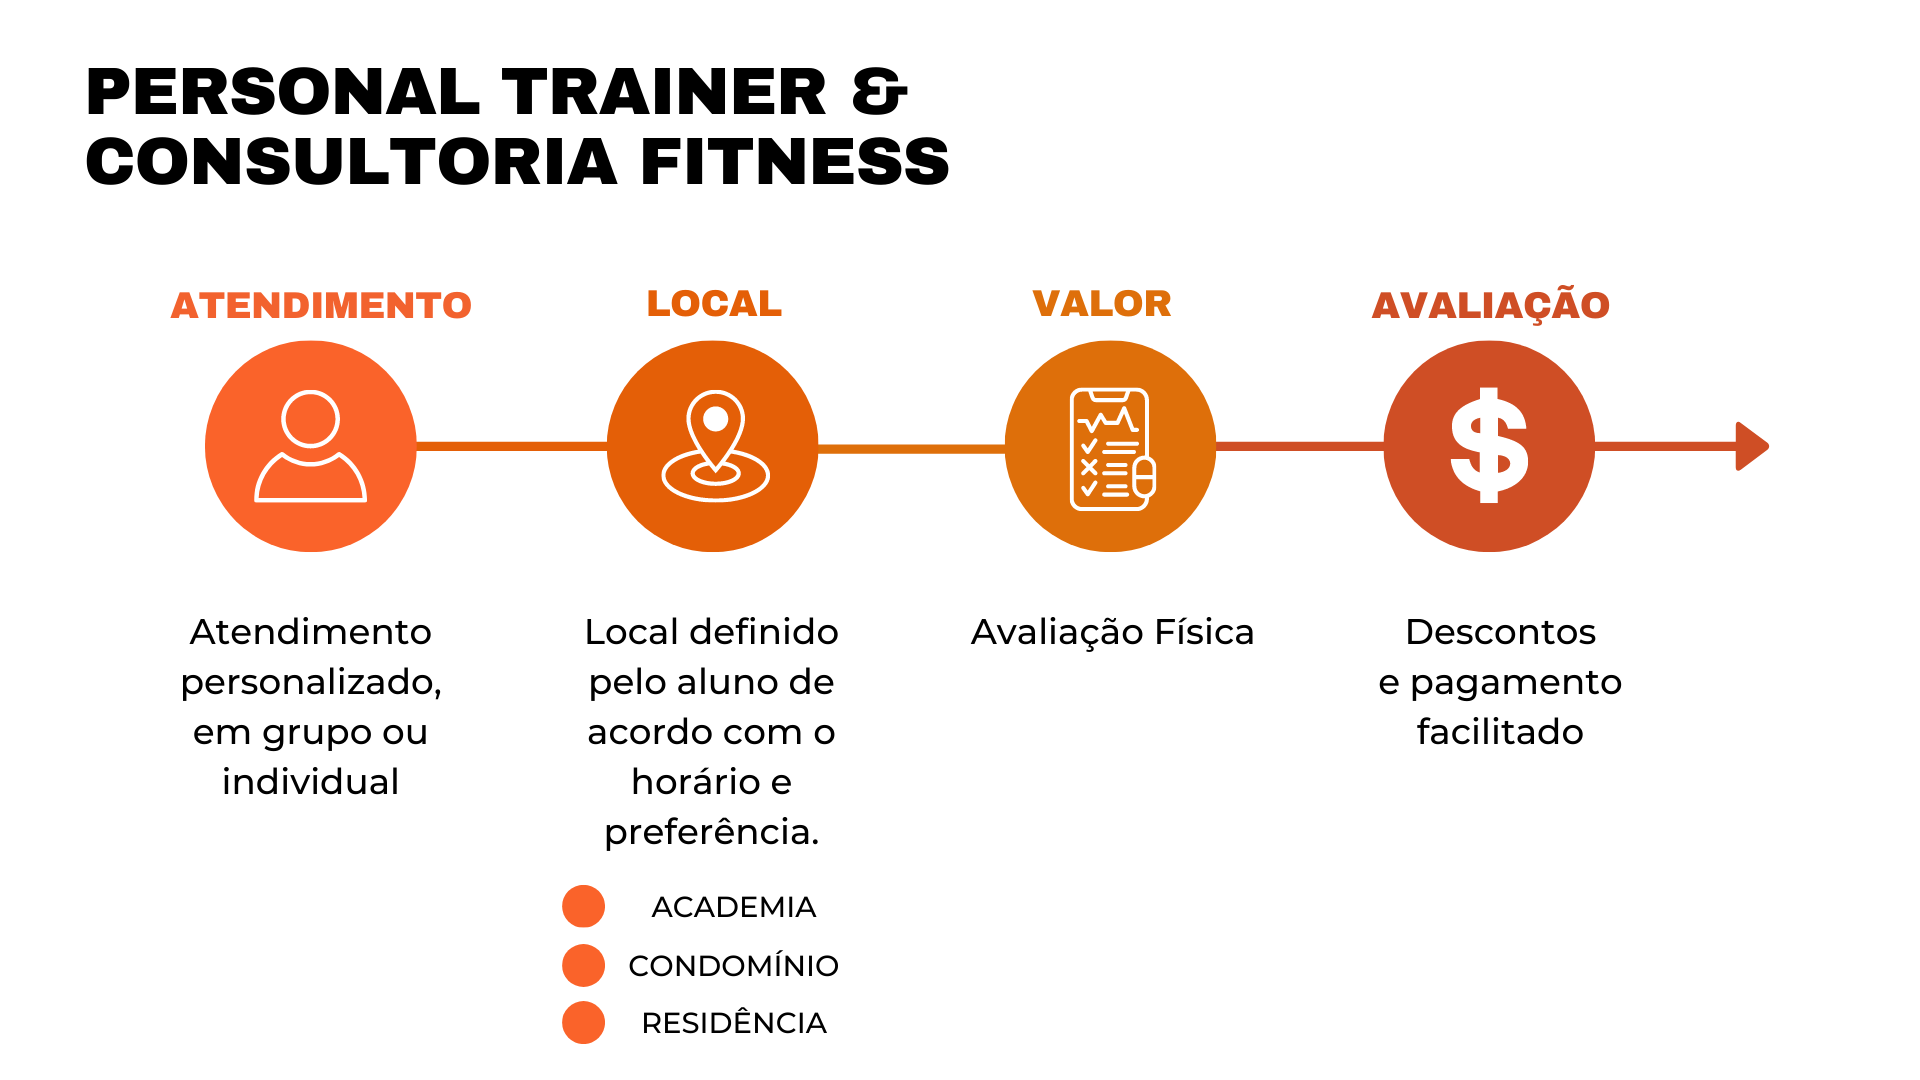 PERSONAL TRAINER &
CONSULTORIA FITNESS
ATENDIMENTO
Atendimento
personalizado,
em grupo ou
individual
LOCAL
Local definido
pelo aluno de
acordo com o
horário e
preferência.
ACADEMIA
CONDOMÍNIO
RESIDÊNCIA
VALOR
Avaliação Física
AVALIAÇÃO
$
Descontos
e pagamento
facilitado